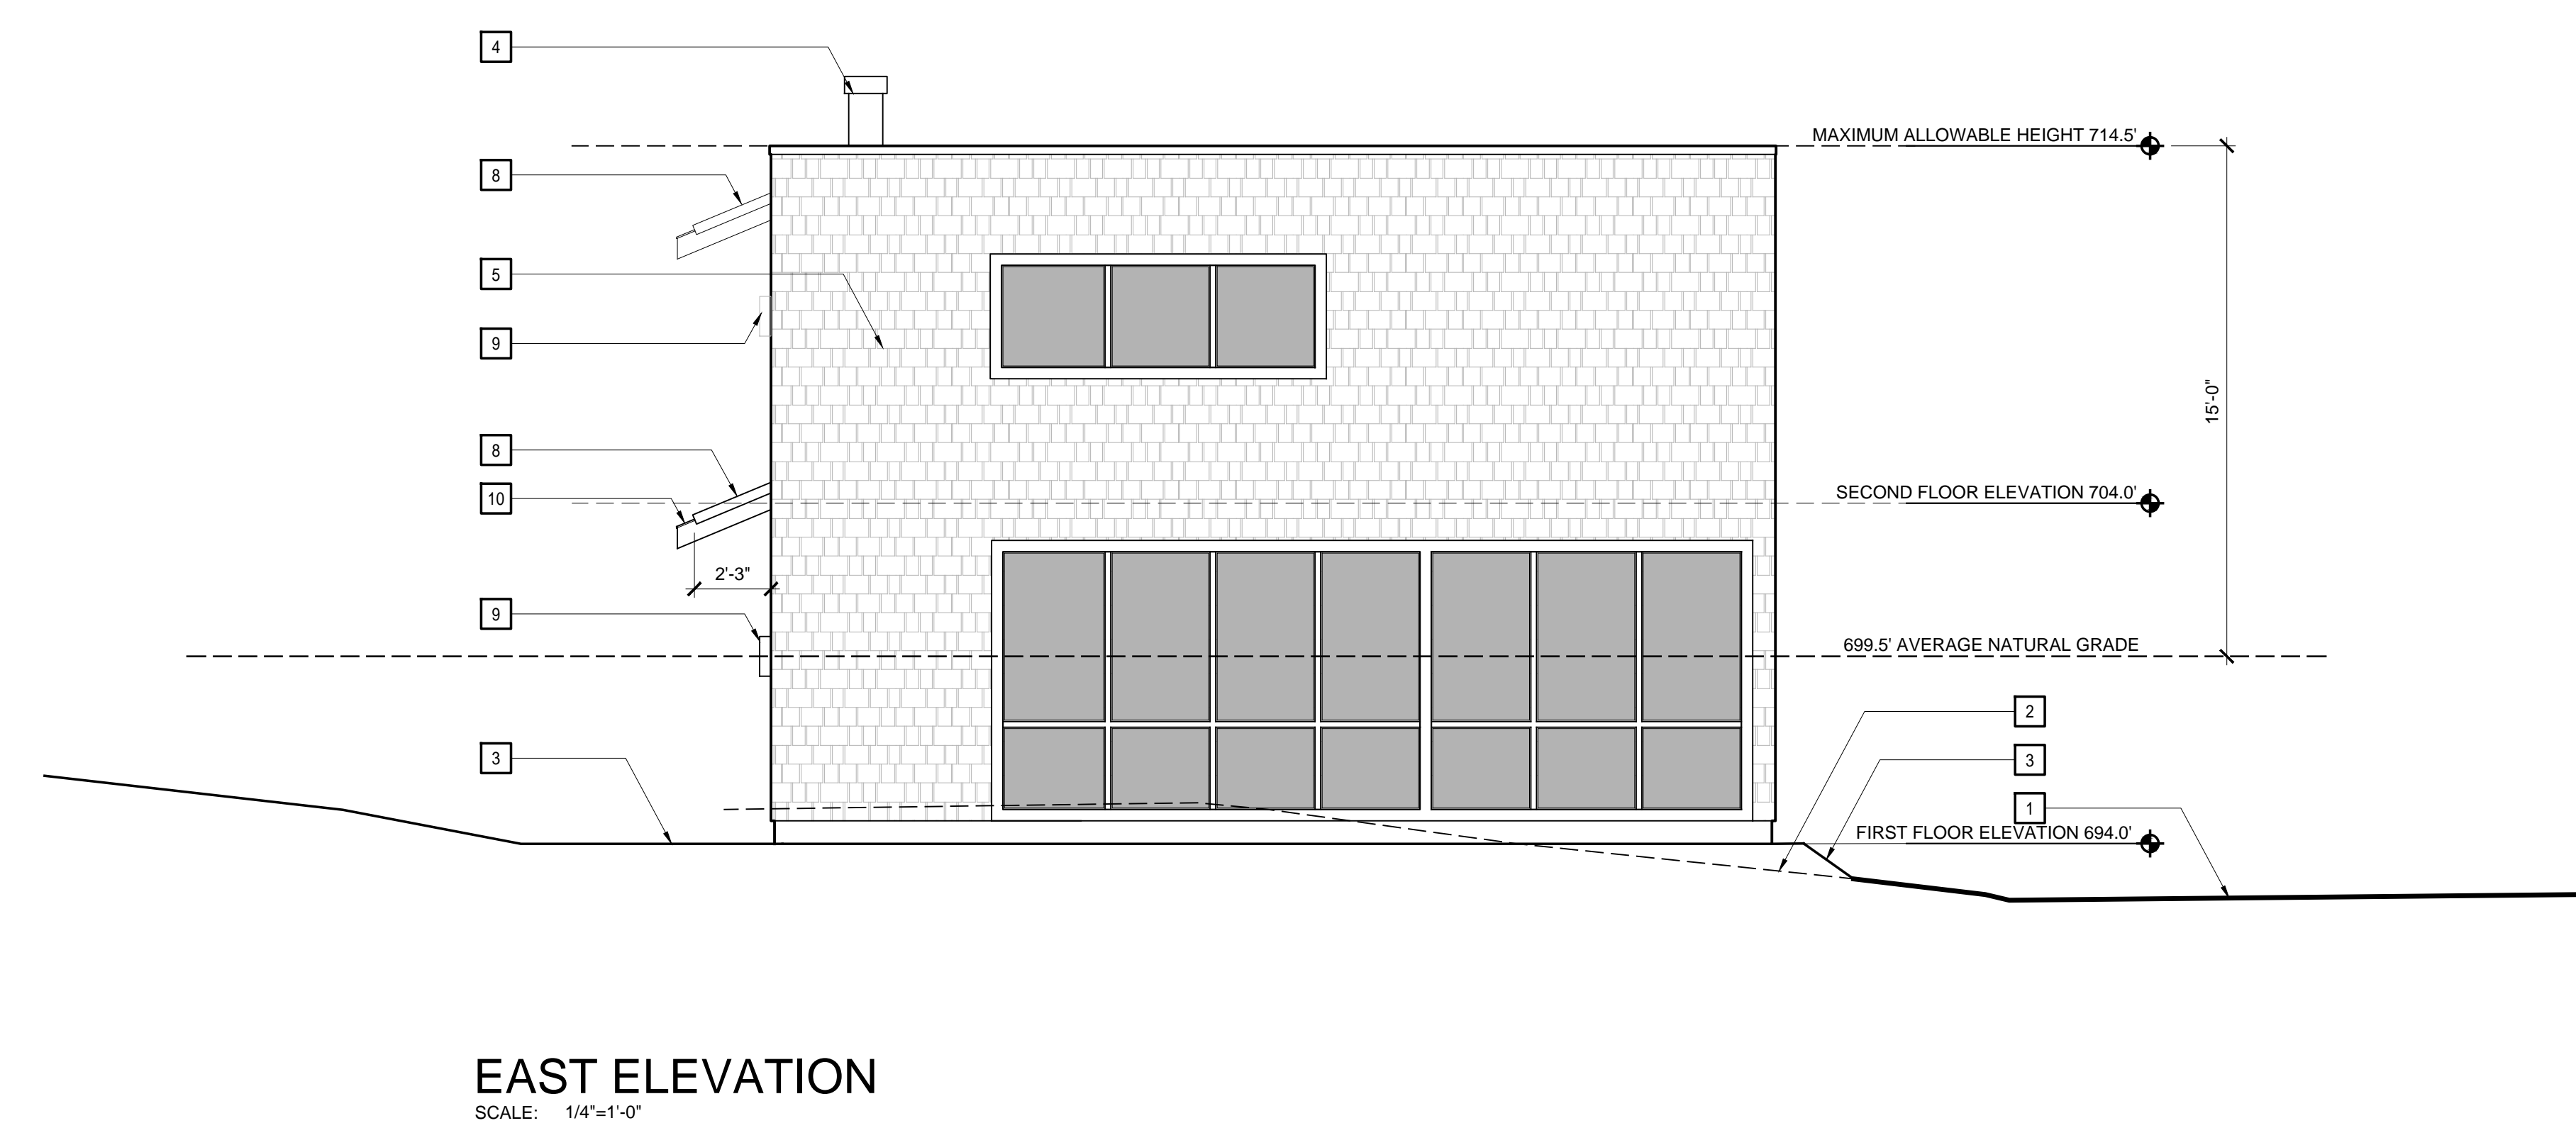 4
MAXIMUM ALLOWABLE HEIGHT 714.5'
8
5
9
15'-0"
8
10
SECOND FLOOR ELEVATION 704.0'
2'-3"
9
699.5' AVERAGE NATURAL GRADE
2
3
3
1
FIRST FLOOR ELEVATION 694.0'
EAST ELEVATION
SCALE: 1/4"=1'-0"